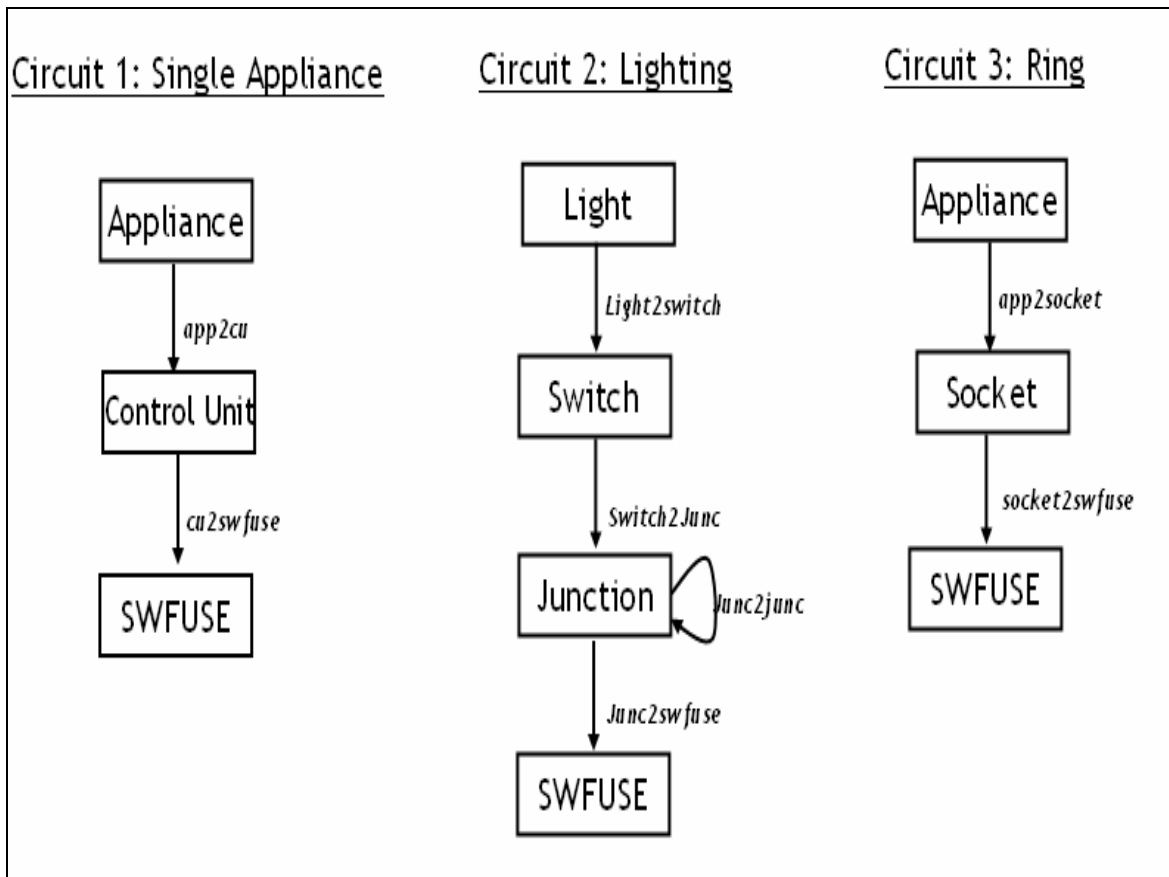 Circuit 1: Single Appliance
Appliance
app2cu
Control Unit
cu2swfuse
SWFUSE
Circuit 2: Lighting
Light
Light2switch
Switch
Switch2Junc
Junction
Junc2junc
Junc2swfuse
SWFUSE
Circuit 3: Ring
Appliance
app2socket
Socket
socket2swfuse
SWFUSE